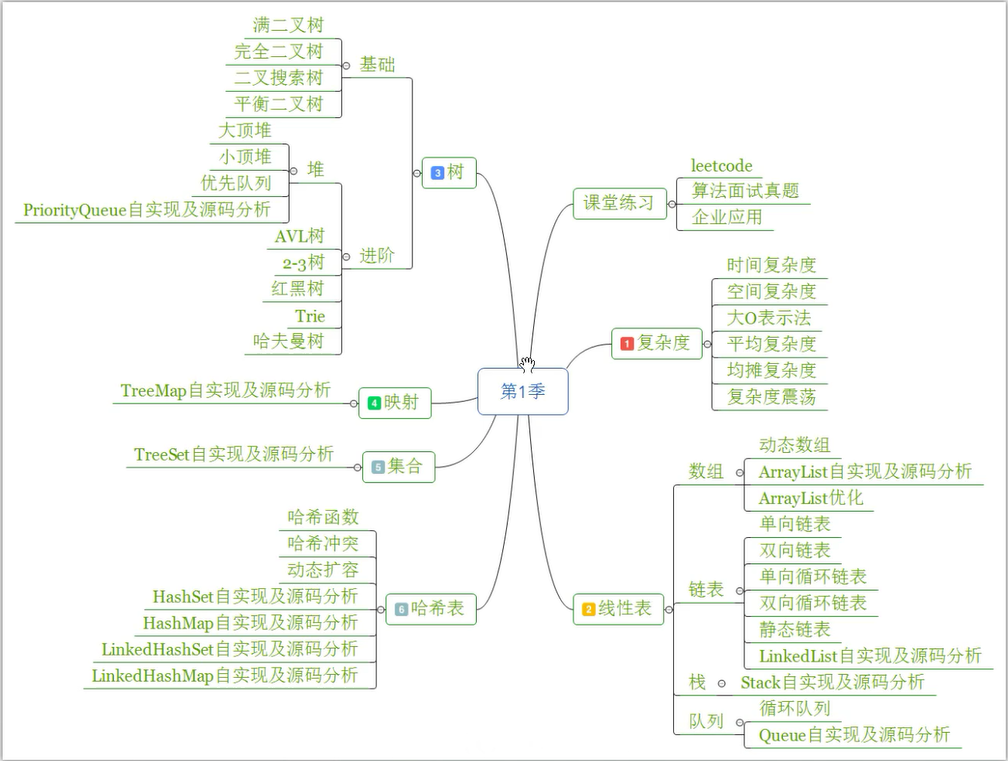 第1季
1 复杂度
时间复杂度
空间复杂度
大O表示法
平均复杂度
均摊复杂度
复杂度震荡
2 线性表
数组
动态数组
ArrayList自实现及源码分析
ArrayList优化
链表
单向链表
双向链表
单向循环链表
双向循环链表
静态链表
LinkedList自实现及源码分析
栈
Stack自实现及源码分析
队列
循环队列
Queue自实现及源码分析
3 树
基础
满二叉树
完全二叉树
二叉搜索树
平衡二叉树
进阶
堆
大顶堆
小顶堆
优先队列
PriorityQueue自实现及源码分析
AVL树
2-3树
红黑树
Trie
哈夫曼树
4 映射
TreeMap自实现及源码分析
5 集合
TreeSet自实现及源码分析
6 哈希表
哈希函数
哈希冲突
动态扩容
HashSet自实现及源码分析
HashMap自实现及源码分析
LinkedHashSet自实现及源码分析
LinkedHashMap自实现及源码分析
课堂练习
leetcode
算法面试真题
企业应用